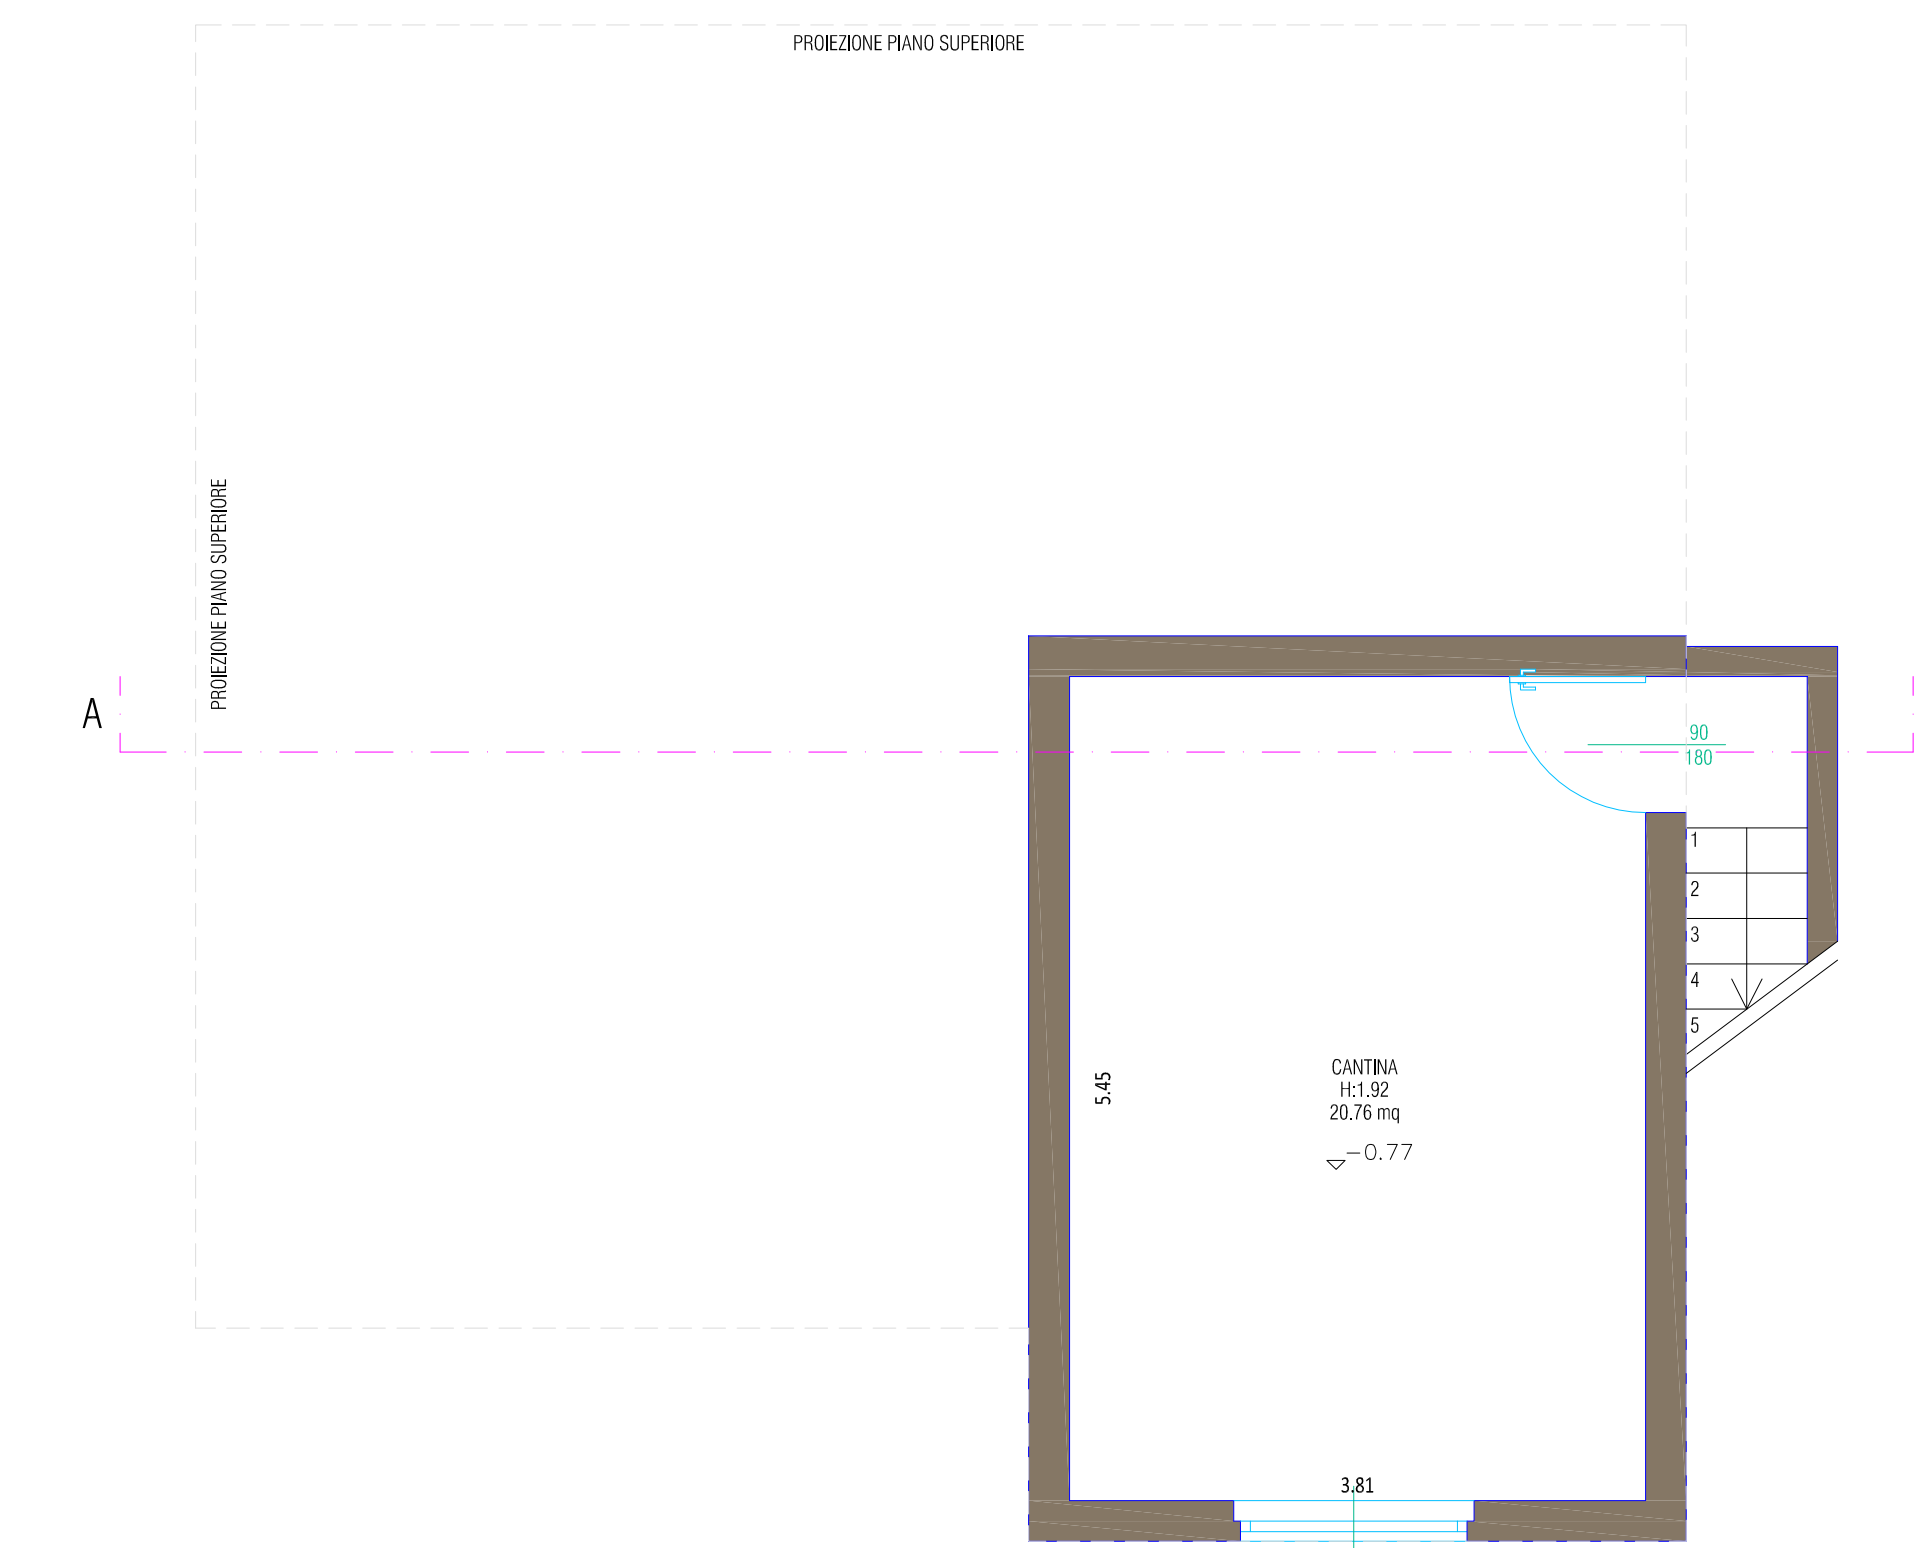 PROIEZIONE PIANO SUPERIORE
PROIEZIONE PIANO SUPERIORE
A
90
180
1
2
3
4
5
CANTINA
H:1.92
20.76 mq
-0.77
5.45
3.81